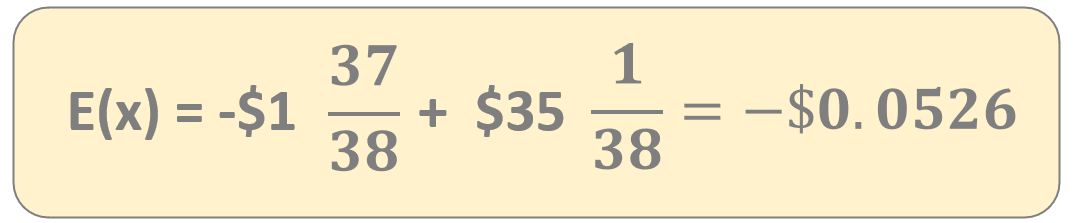 E(x) = -$1 37/38 + $35 1/38 = −$0.0526